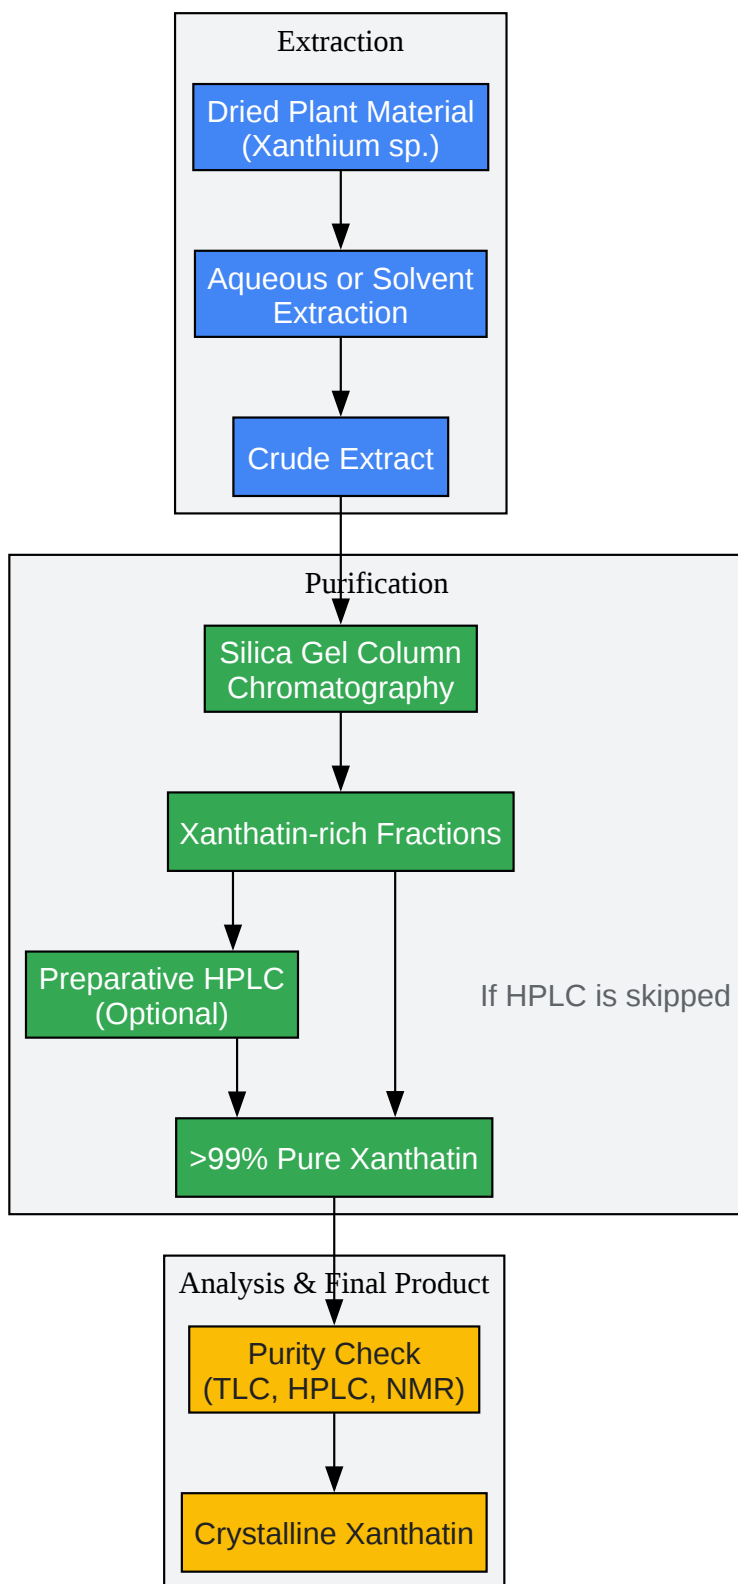 Extraction
Dried Plant Material
(Xanthium sp.)
Aqueous or Solvent
Extraction
Crude Extract
Purification
Silica Gel Column
Chromatography
Xanthatin-rich Fractions
Preparative HPLC
(Optional)
If HPLC is skipped
>99% Pure Xanthatin
Analysis & Final Product
Purity Check
(TLC, HPLC, NMR)
Crystalline Xanthatin